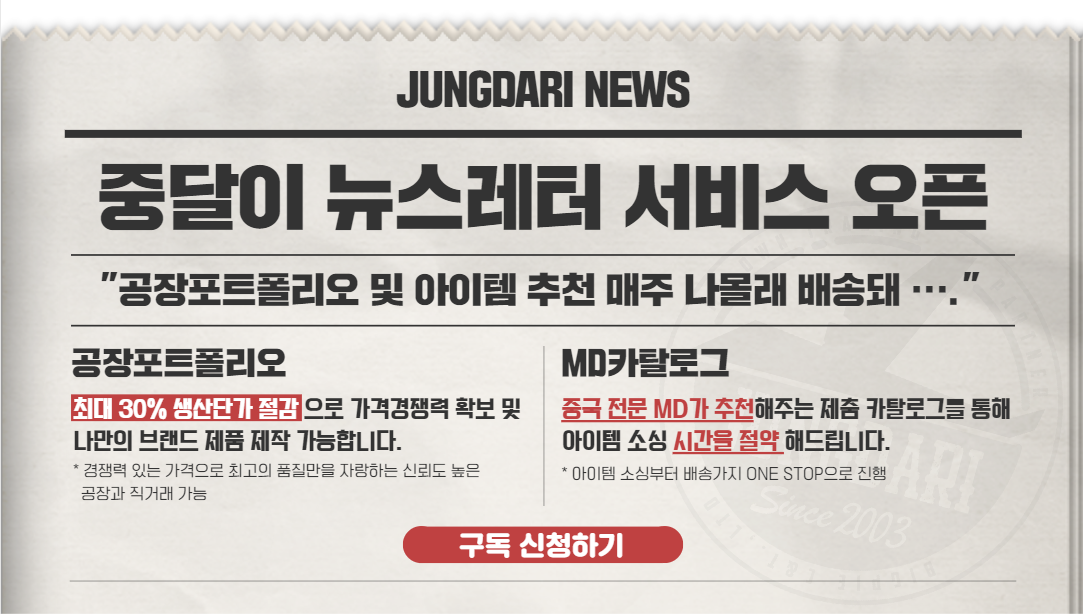 JUNGDARI NEWS
중달이 뉴스레터 서비스 오픈
"공장포트폴리오 및 아이템 추천 매주 나몰래 배송돼 ···."
공장포트폴리오
최대 30% 생산단가 절감으로 가격경쟁력 확보 및
나만의 브랜드 제품 제작 가능합니다.
* 경쟁력 있는 가격으로 최고의 품질만을 자랑하는 신뢰도 높은
공장과 직거래 가능
MD카탈로그
중국 전문 MD가 추천해주는 제춤 카탈로그를 통해
아이템 소싱 시간을 절약 해드립니다.
* 아이템 소싱부터 배송가지 ONE STOP으로 진행
DARI
Since 2003
구독 신청하기